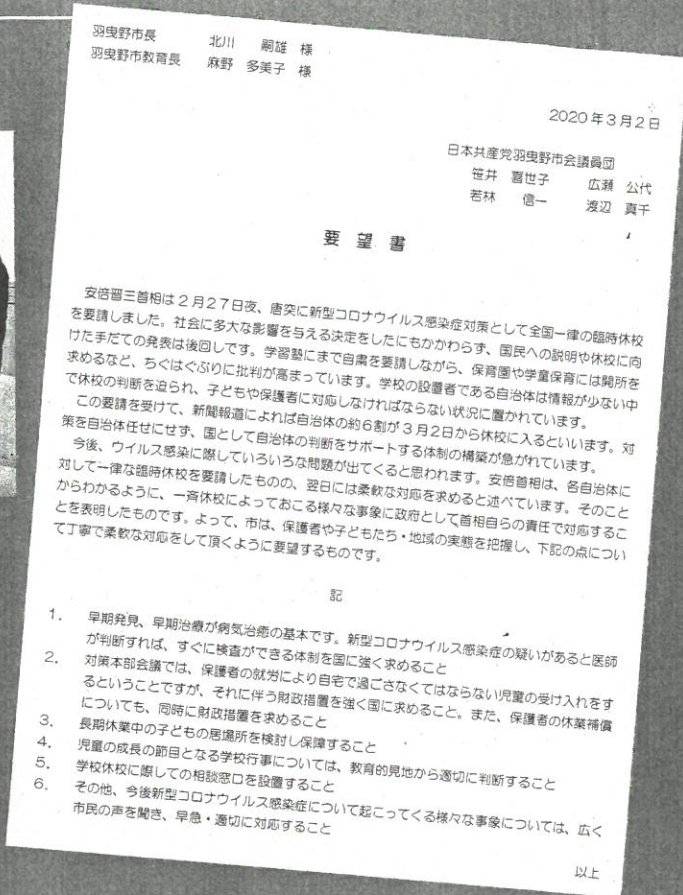 羽曳野市長　北川　嗣雄 様
羽曳野市教育長　麻野 多美子 様
2020年3月2日
日本共産党羽曳野市会議員団
笹井 喜世子　広瀬 公代
若林 信一　渡辺 真千
要 望 書
安倍晋三首相は2月27日夜、唐突に新型コロナウイルス感染症対策として全国一律の臨時休校
を要請しました。社会に多大な影響を与える決定をしたにもかかわらず、国民への説明や休校に向
けた手だての発表は後回しです。学習塾にまで自粛を要請しながら、保育園や学童保育には開所を
求めるなど、ちぐはぐぶりに批判が高まっています。学校の設置者である自治体は情報が少ない中
で休校の判断を迫られ、子どもや保護者に対応しなければならない状況に置かれています。
この要請を受けて、新聞報道によれば自治体の約6割が3月2日から休校に入るといいます。対
策を自治体任せにせず、国として自治体の判断をサポートする体制の構築が急がれています。
今後、ウイルス感染に際していろいろな問題が出てくると思われます。安倍首相は、各自治体に
対して一律な臨時休校を要請したものの、翌日には柔軟な対応を求めると述べています。そのこと
からわかるように、一斉休校によっておこる様々な事象に政府として首相自らの責任で対応するこ
とを表明したものです。よって、市は、保護者や子どもたち・地域の実態を把握し、下記の点につい
て丁寧で柔軟な対応をして頂くように要望するものです。
記
1. 早期発見、早期治療が病気治癒の基本です。新型コロナウイルス感染症の疑いがあると医師
が判断すれば、すぐに検査ができる体制を国に強く求めること
2. 対策本部会議では、保護者の就労により自宅で過ごさなくてはならない児童の受け入れをす
るということですが、それに伴う財政措置を強く国に求めること。また、保護者の休業補償
についても、同時に財政措置を求めること
3. 長期休業中の子どもの居場所を検討し保障すること
4. 児童の成長の節目となる学校行事については、教育的見地から適切に判断すること
5. 学校休校に際しての相談窓口を設置すること
6. その他、今後新型コロナウイルス感染症について起こってくる様々な事象については、広く
市民の声を聞き、早急・適切に対応すること
以上